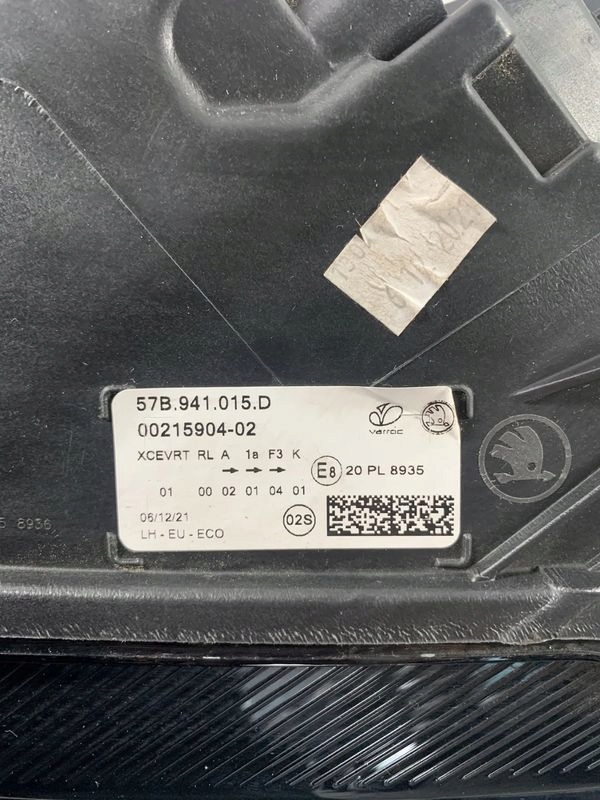 57B.941.015.D
00215904-02
varroc
XCEVRT RL A 1a F3 K
E8 20 PL 8935
01 00 02 01 04 01
06/12/21
02S
LH - EU - ECO
8936